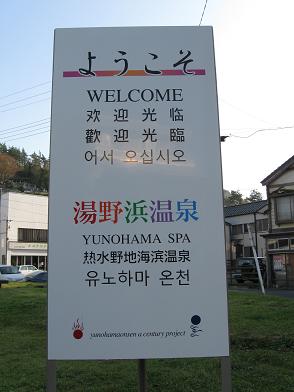 ようこそ
WELCOME
欢迎光临
歡迎光臨
어서 오십시오
湯野浜温泉
YUNOHAMA SPA
热水野地海滨温泉
유노하마 온천
yunohamaonsen a century project